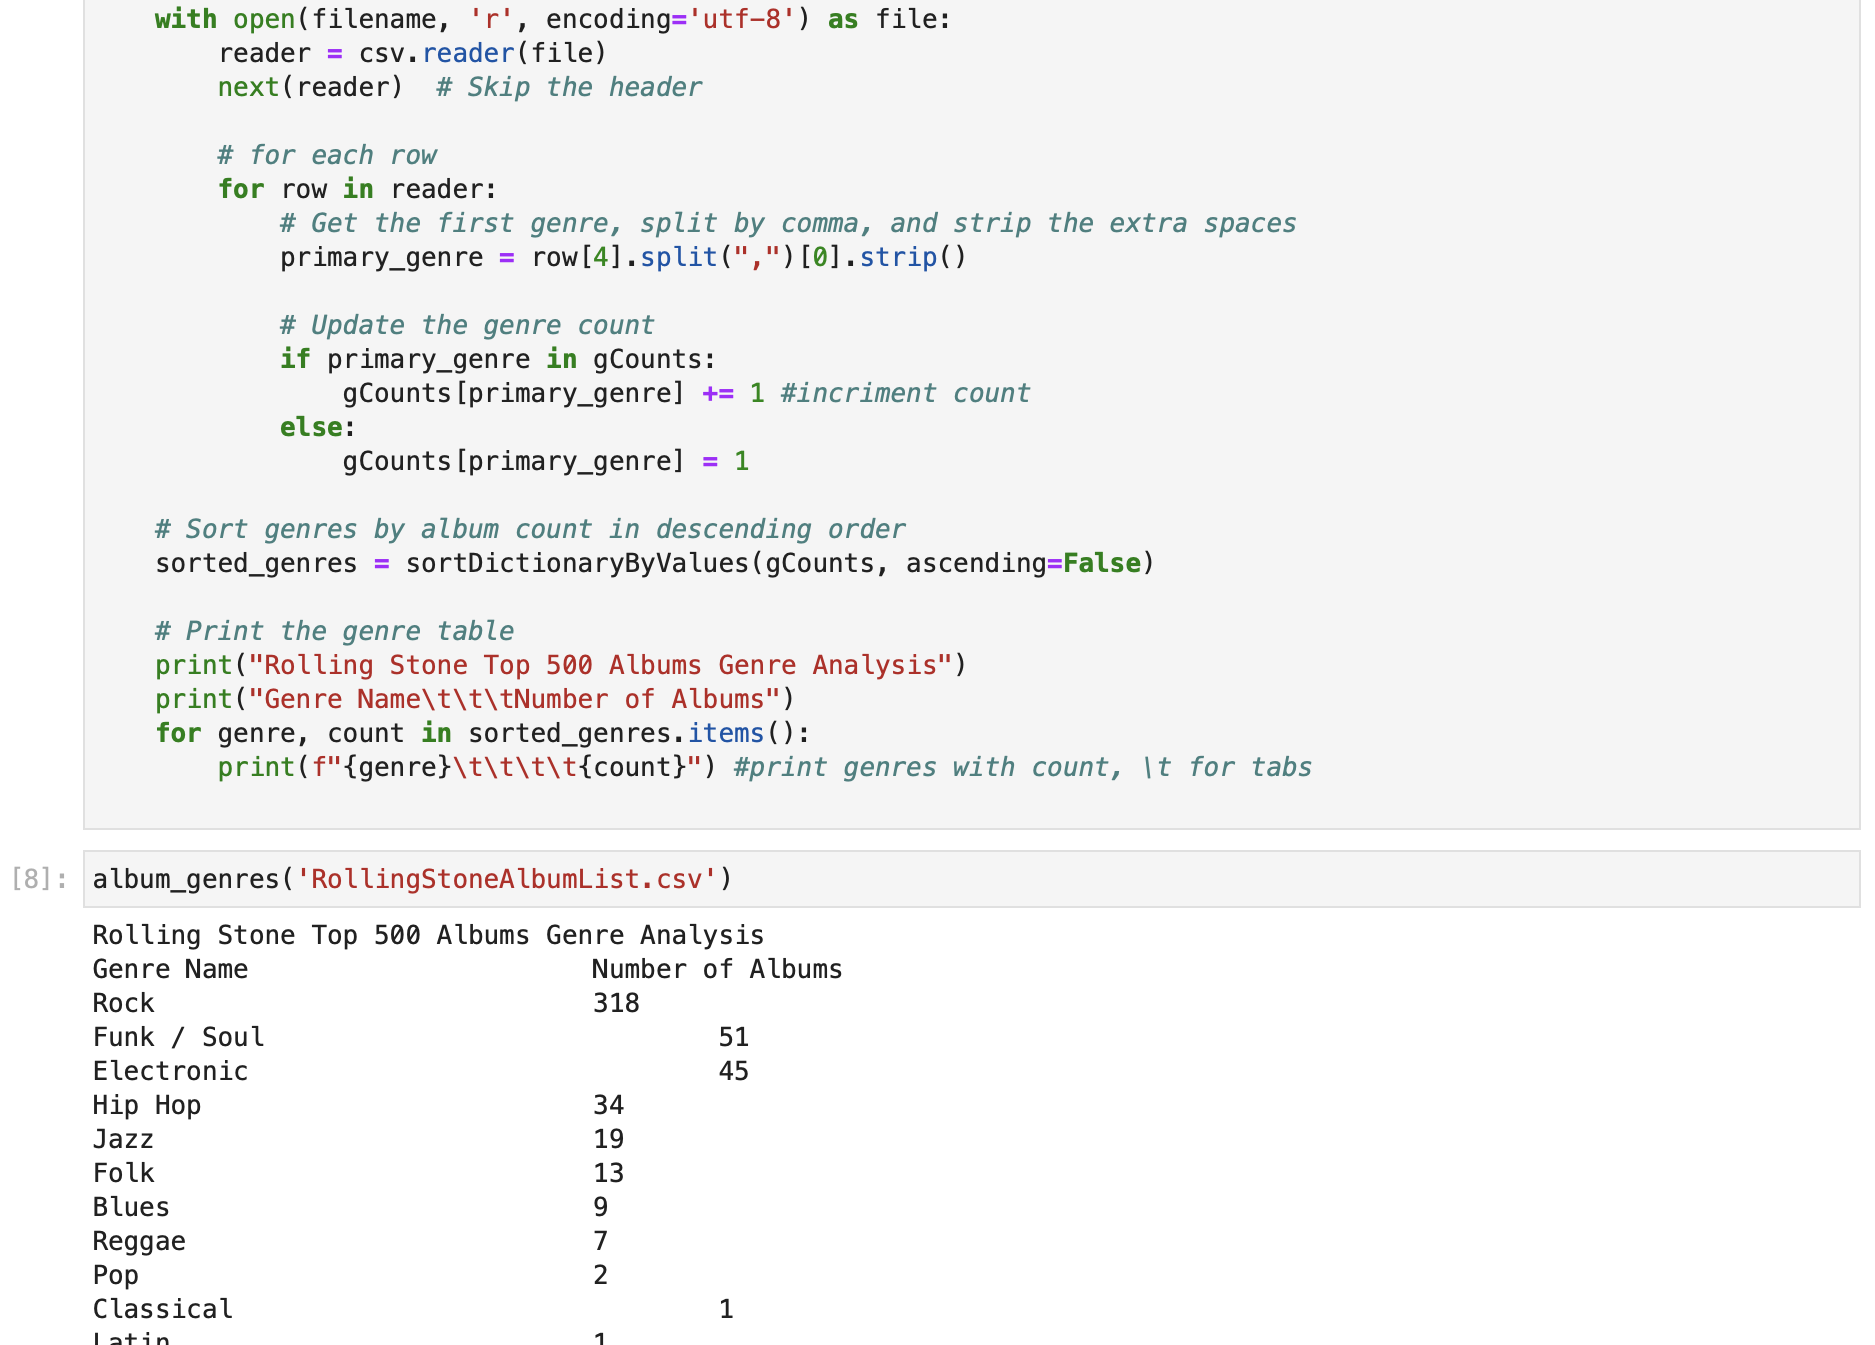 with open(filename, 'r', encoding='utf-8') as file:
reader = csv.reader(file)
next(reader)  # Skip the header
# for each row
for row in reader:
# Get the first genre, split by comma, and strip the extra spaces
primary_genre = row[4].split(",")[0].strip()
# Update the genre count
if primary_genre in gCounts:
gCounts[primary_genre] += 1 #incriment count
else:
gCounts[primary_genre] = 1
# Sort genres by album count in descending order
sorted_genres = sortDictionaryByValues(gCounts, ascending=False)
# Print the genre table
print("Rolling Stone Top 500 Albums Genre Analysis")
print("Genre Name\t\t\tNumber of Albums")
for genre, count in sorted_genres.items():
print(f"{genre}\t\t\t\t{count}") #print genres with count, \t for tabs
[8]: album_genres('RollingStoneAlbumList.csv')
Rolling Stone Top 500 Albums Genre Analysis
Genre Name Number of Albums
Rock 318
Funk / Soul 51
Electronic 45
Hip Hop 34
Jazz 19
Folk 13
Blues 9
Reggae 7
Pop 2
Classical 1
Latin 1